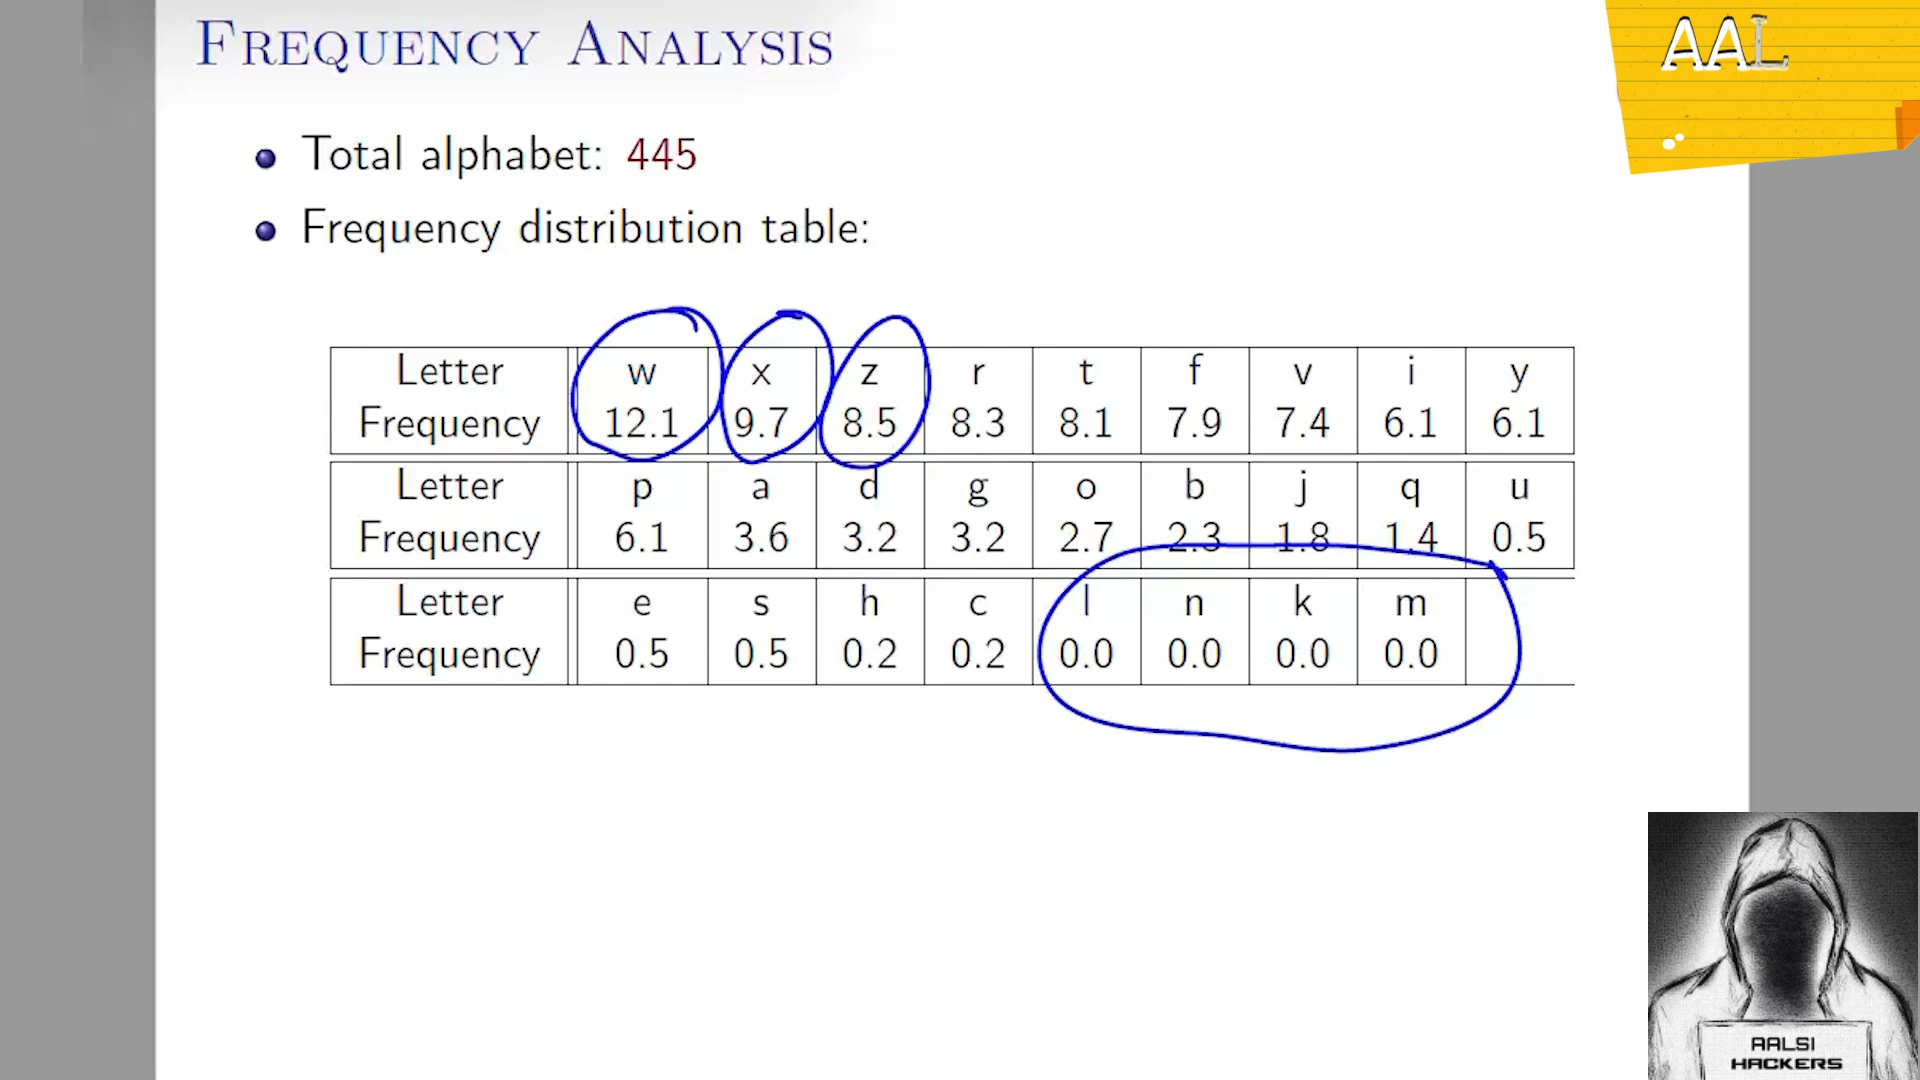 FREQUENCY ANALYSIS
AAL
Total alphabet: 445
Frequency distribution table:
Letter w x z r t f v i y
Frequency 12.1 9.7 8.5 8.3 8.1 7.9 7.4 6.1 6.1
Letter p a d g o b j q u
Frequency 6.1 3.6 3.2 3.2 2.7 2.3 1.8 1.4 0.5
Letter e s h c l n k m
Frequency 0.5 0.5 0.2 0.2 0.0 0.0 0.0 0.0
AALSI
HACKERS